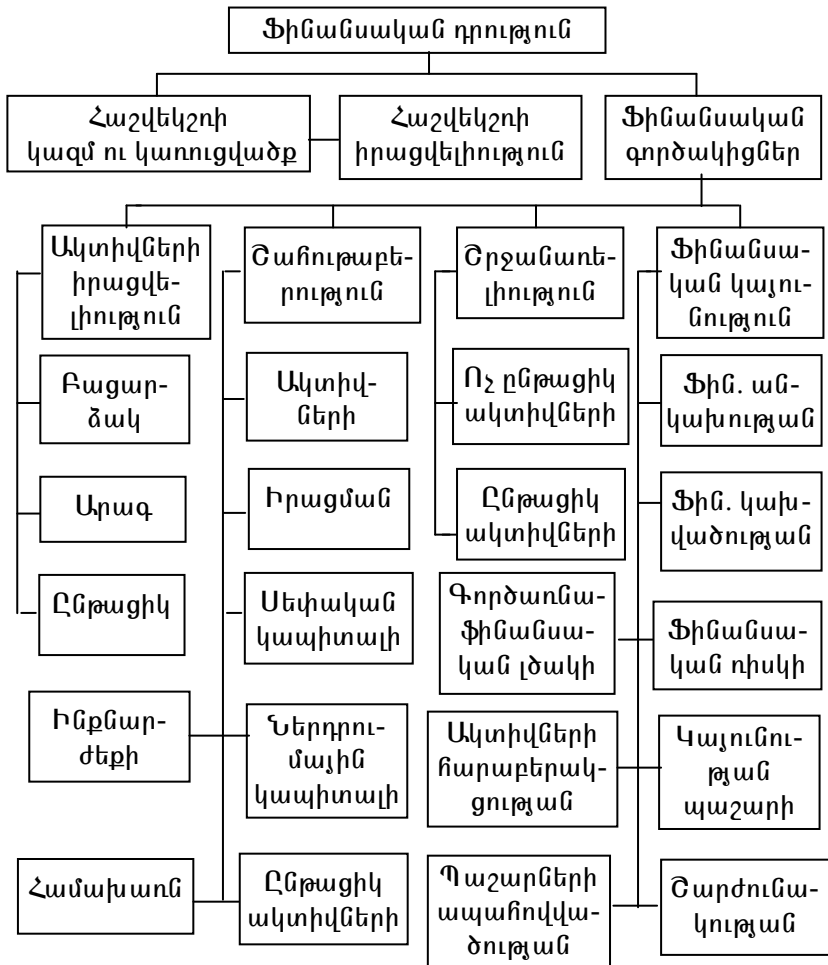 Ֆինանսական դրություն
Հաշվեկշռի
կազմ ու կառուցվածք
Հաշվեկշռի
իրացվելիություն
Ֆինանսական
գործակիցներ
Ակտիվների
իրացվե-
լիություն
Շահութաբե-
րություն
Շրջանառե-
լիություն
Ֆինանսա-
կան կայու-
նություն
Բացար-
ձակ
Ակտիվ-
ների
Ոչ ընթացիկ
ակտիվների
Ֆին. ան-
կախության
Արագ
Իրացման
Ընթացիկ
ակտիվների
Ֆին. կախ-
վածության
Ընթացիկ
Սեփական
կապիտալի
Գործառնա-
ֆինանսա-
կան լծակի
Ֆինանսա-
կան ռիսկի
Ինքնար-
ժեքի
Ներդրու-
մային
կապիտալի
Ակտիվների
հարաբերակ-
ցության
Կայունու-
թյան
պաշարի
Համախառն
Ընթացիկ
ակտիվների
Պաշարների
ապահովվա-
ծության
Շարժունա-
կության